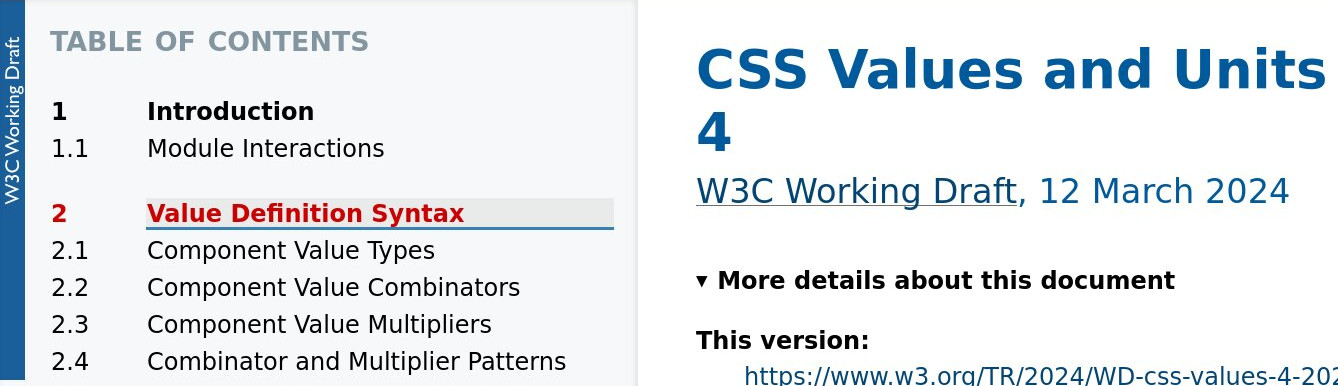 W3C Working Draft
TABLE OF CONTENTS
1 Introduction
1.1 Module Interactions
2 Value Definition Syntax
2.1 Component Value Types
2.2 Component Value Combinators
2.3 Component Value Multipliers
2.4 Combinator and Multiplier Patterns
CSS Values and Units
4
W3C Working Draft, 12 March 2024
▼ More details about this document
This version:
https://www.w3.org/TR/2024/WD-css-values-4-202